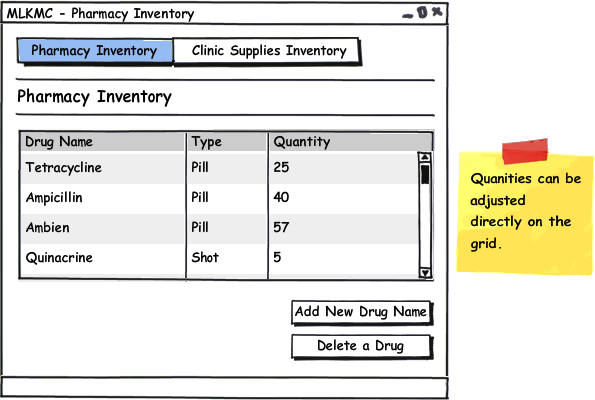 MLKMC - Pharmacy Inventory
Pharmacy Inventory Clinic Supplies Inventory
Pharmacy Inventory
Drug Name Type Quantity
Tetracycline Pill 25
Ampicillin Pill 40
Ambien Pill 57
Quinacrine Shot 5
Add New Drug Name
Delete a Drug
Quanities can be
adjusted
directly on the
grid.